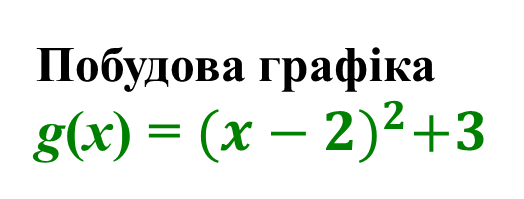 Побудова графіка
g(x) = (x − 2)²+3